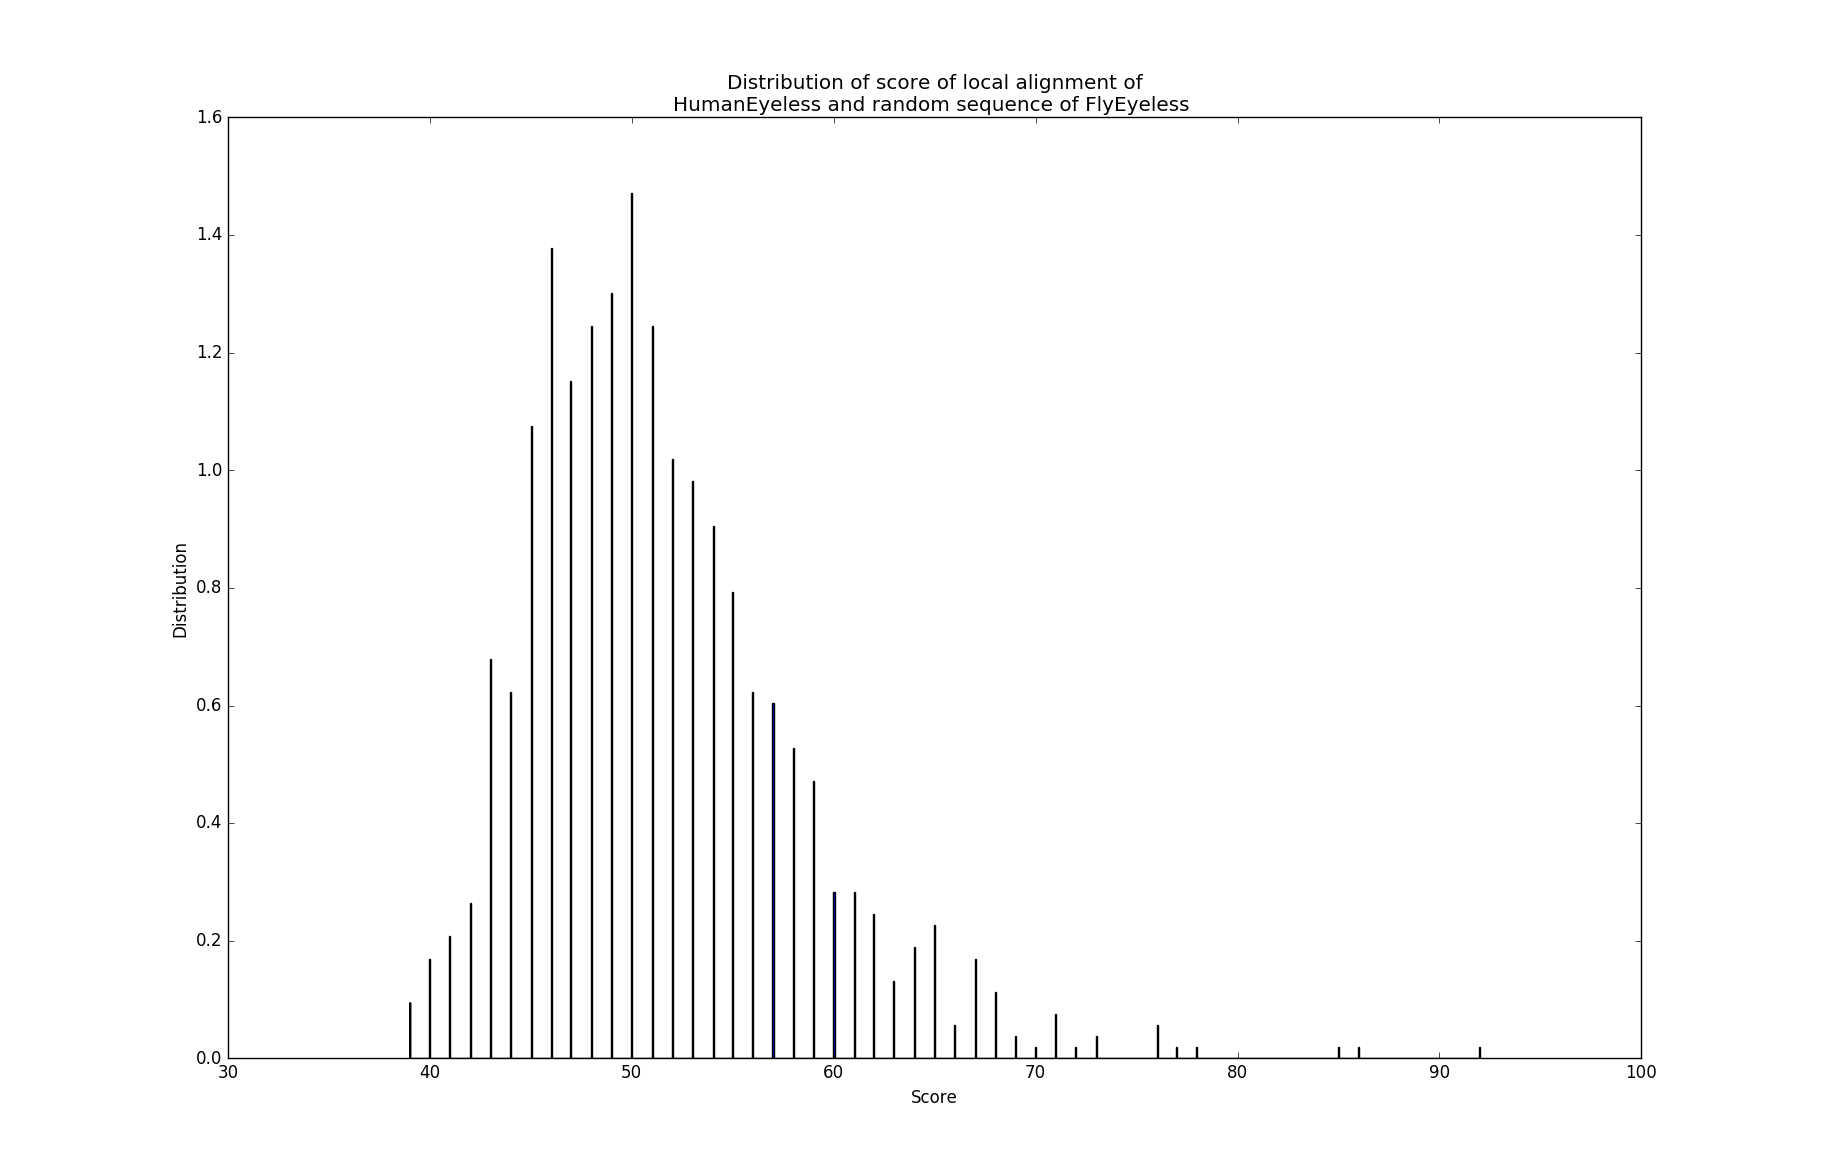 Distribution of score of local alignment of
HumanEyeless and random sequence of FlyEyeless
1.6
1.4
1.2
1.0
0.8
0.6
0.4
0.2
0.0
Distribution
30 40 50 60 70 80 90 100
Score